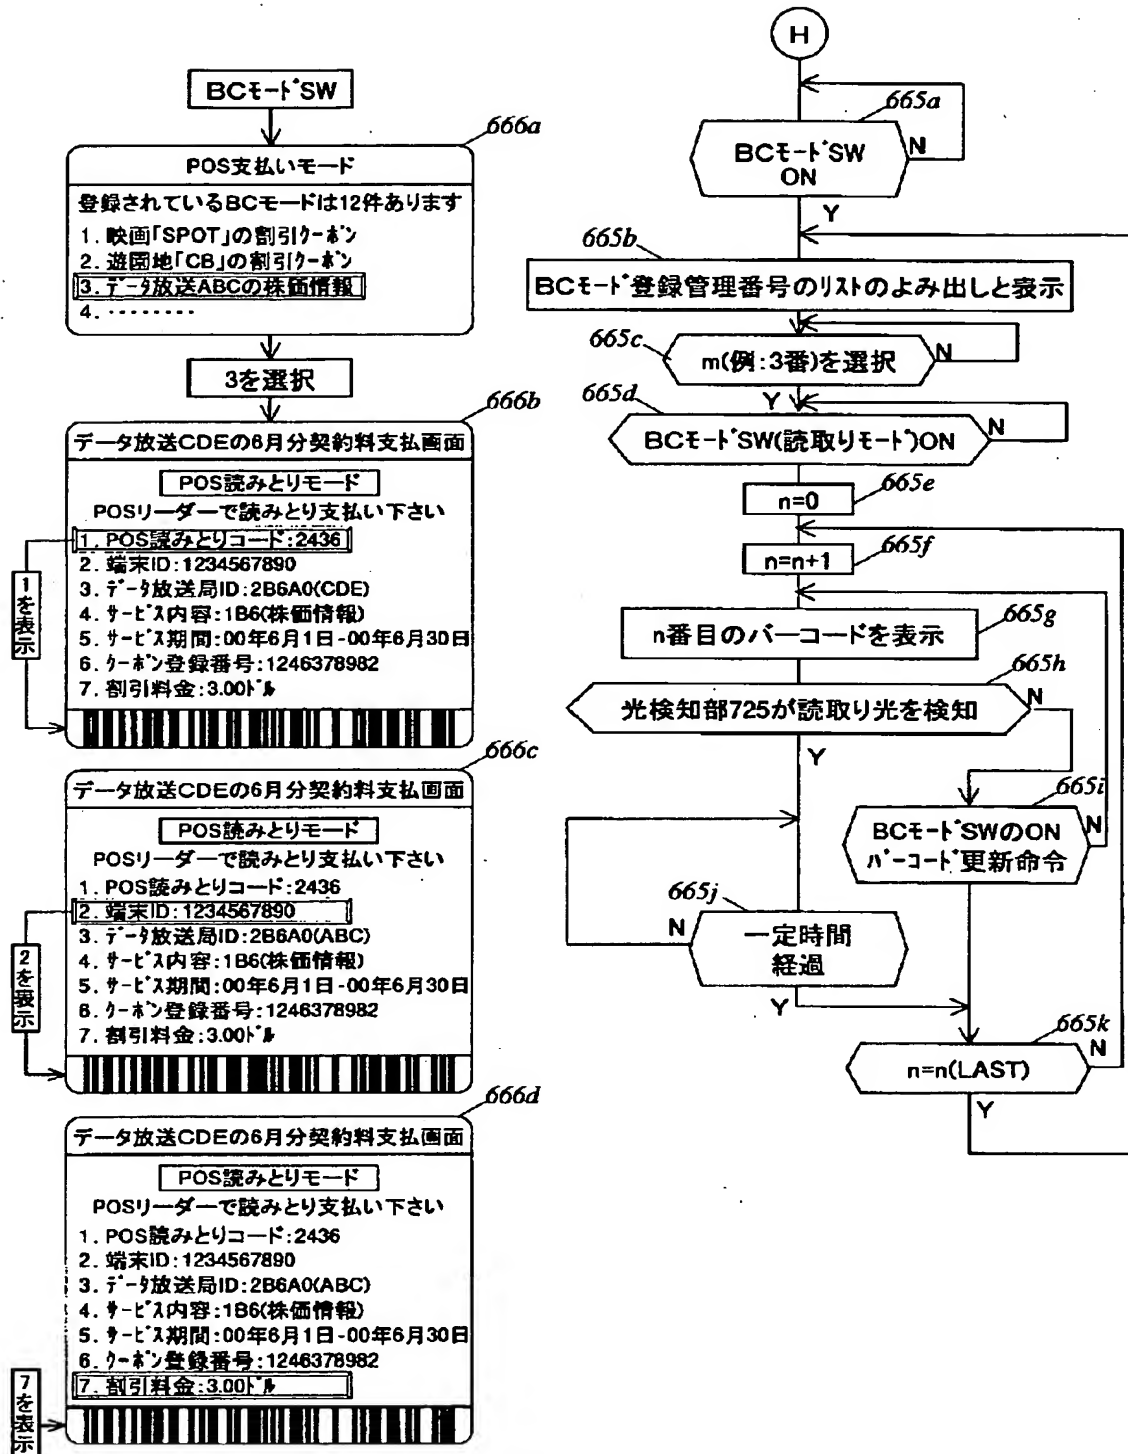 BCモードSW
666a
POS支払いモード
登録されているBCモードは12件あります
1. 映画「SPOT」の割引クーポン
2. 遊園地「CB」の割引クーポン
3. データ放送ABCの株価情報
4. ‥‥‥‥
3を選択
666b
データ放送CDEの6月分契約料支払画面
POS読みとりモード
POSリーダーで読みとり支払い下さい
1. POS読みとりコード:2436
2. 端末ID:1234567890
3. データ放送局ID:2B6A0(CDE)
4. サービス内容:1B6(株価情報)
5. サービス期間:00年6月1日-00年6月30日
6. クーポン登録番号:1246378982
7. 割引料金:3.00ドル
1を表示
666c
データ放送CDEの6月分契約料支払画面
POS読みとりモード
POSリーダーで読みとり支払い下さい
1. POS読みとりコード:2436
2. 端末ID:1234567890
3. データ放送局ID:2B6A0(ABC)
4. サービス内容:1B6(株価情報)
5. サービス期間:00年6月1日-00年6月30日
6. クーポン登録番号:1246378982
7. 割引料金:3.00ドル
2を表示
666d
データ放送CDEの6月分契約料支払画面
POS読みとりモード
POSリーダーで読みとり支払い下さい
1. POS読みとりコード:2436
2. 端末ID:1234567890
3. データ放送局ID:2B6A0(ABC)
4. サービス内容:1B6(株価情報)
5. サービス期間:00年6月1日-00年6月30日
6. クーポン登録番号:1246378982
7. 割引料金:3.00ドル
7を表示
H
665a
BCモードSW
ON
N
Y
665b
BCモード登録管理番号のリストのよみ出しと表示
665c
m(例:3番)を選択
N
Y
665d
BCモードSW(読取りモード)ON
N
665e
n=0
665f
n=n+1
665g
n番目のバーコードを表示
665h
光検知部725が読取り光を検知
N
Y
665i
BCモードSWのON
バーコード更新命令
N
665j
一定時間
経過
N
Y
665k
n=n(LAST)
N
Y